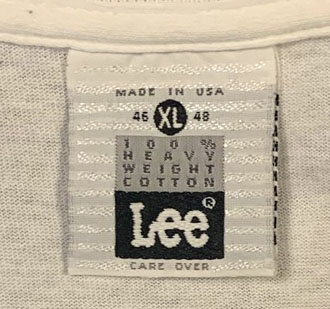 MADE IN USA
46 XL 48
100%
HEAVY
WEIGHT
COTTON
Lee®
CARE OVER